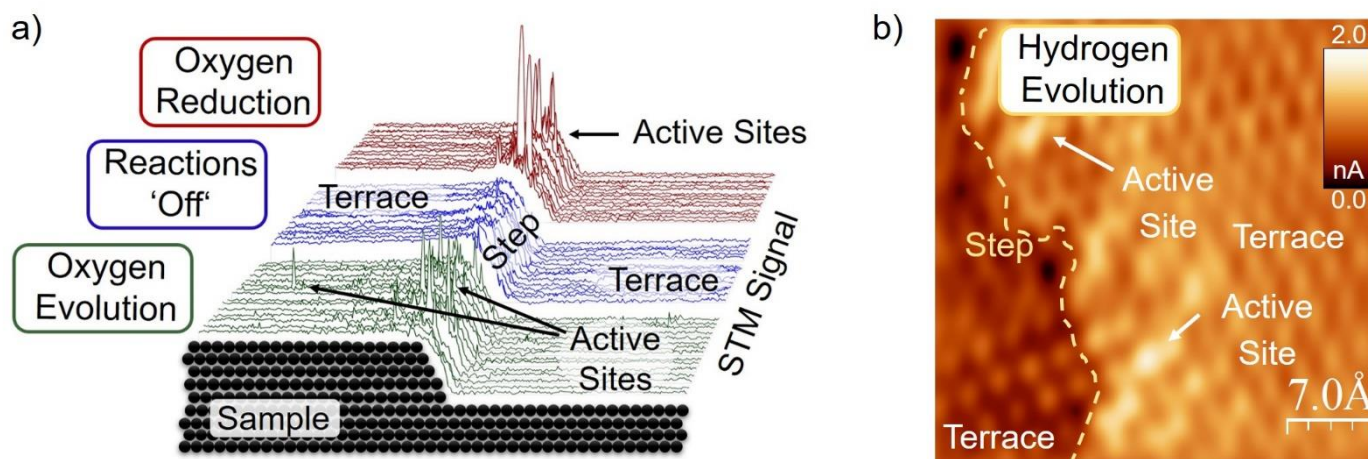 a)
Oxygen
Reduction
Reactions
'Off'
Oxygen
Evolution
Active Sites
Terrace
Step
Terrace
STM Signal
Active
Sites
Sample
b)
Hydrogen
Evolution
2.0
nA
0.0
Active
Site
Step
Terrace
Active
Site
7.0Å
Terrace